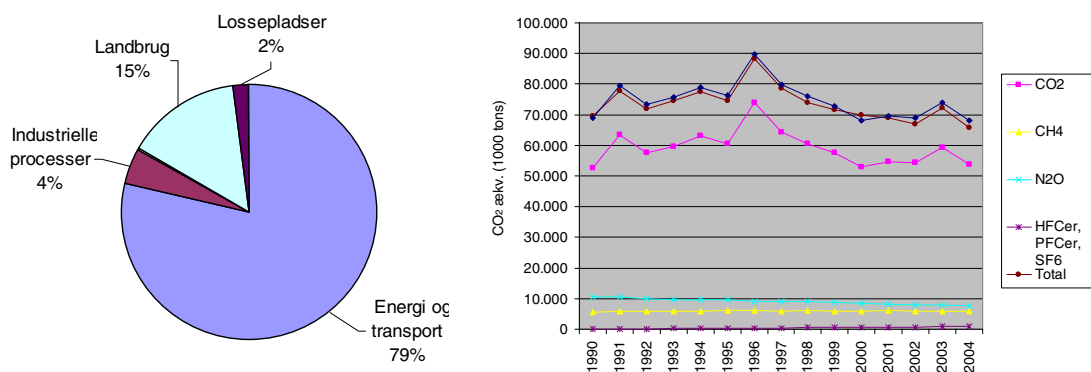 Lossepladser
2%
Landbrug
15%
Industrielle
processer
4%
Energi og
transport
79%
100.000
90.000
80.000
70.000
60.000
50.000
40.000
30.000
20.000
10.000
0
CO2 ækv. (1000 tons)
1990
1991
1992
1993
1994
1995
1996
1997
1998
1999
2000
2001
2002
2003
2004
CO2
CH4
N2O
HFCer,
PFCer,
SF6
Total